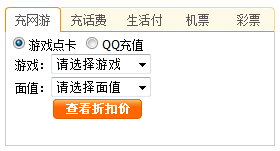 充网游 充话费 生活付 机票 彩票
游戏点卡 QQ充值
游戏： 请选择游戏
面值： 请选择面值
查看折扣价